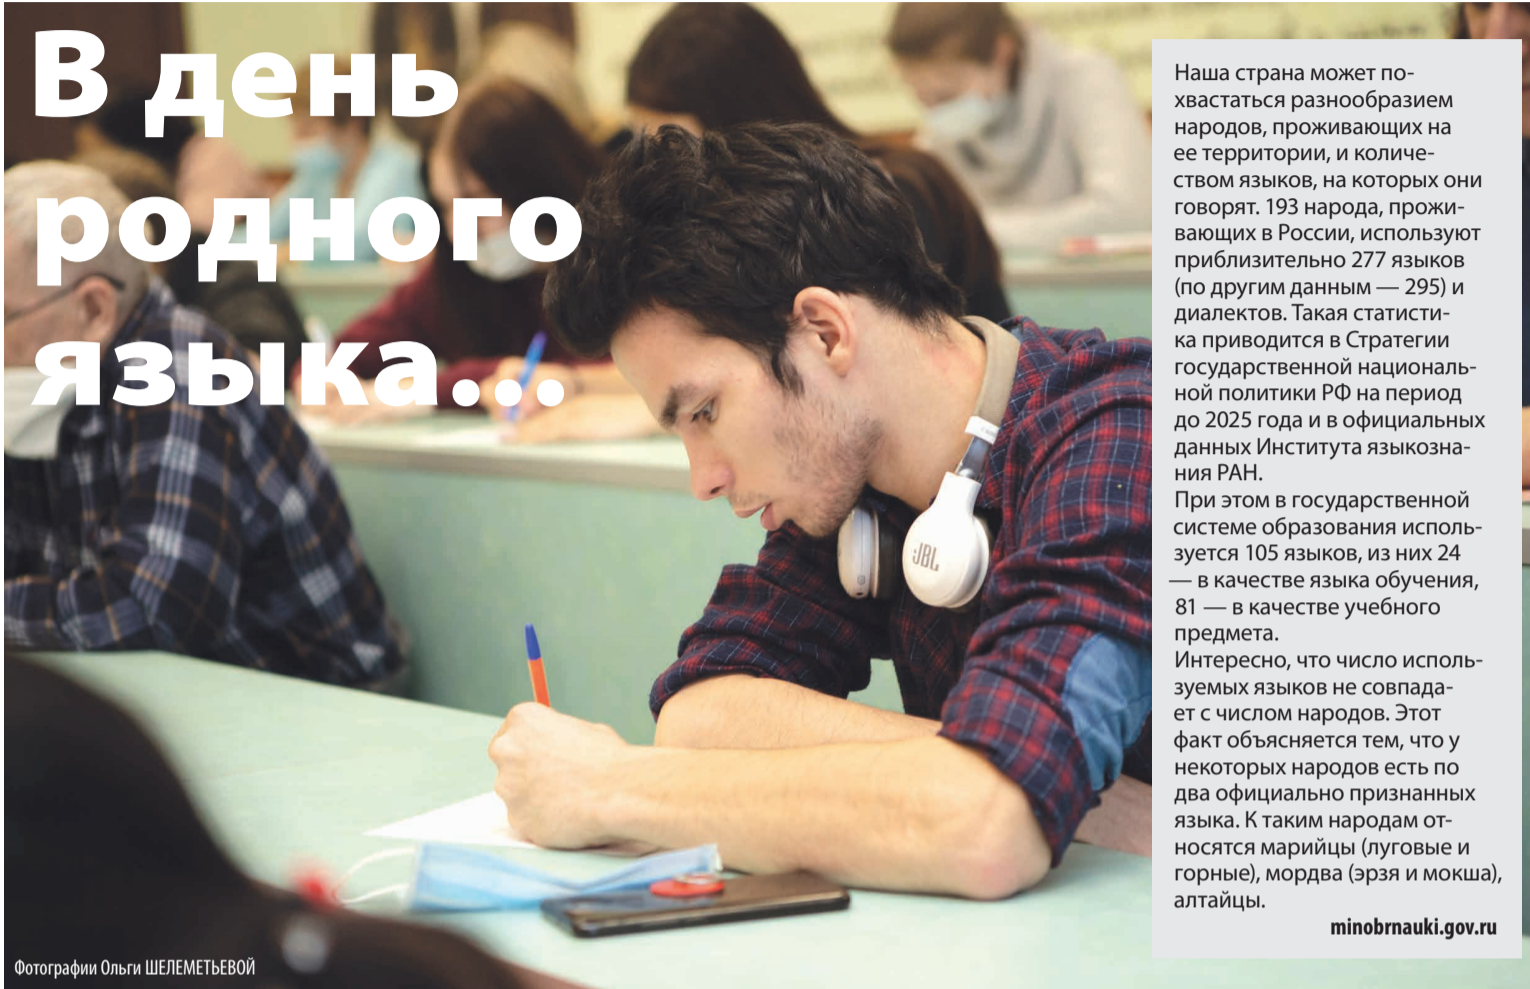 В день
родного
языка...
Наша страна может по-
хвастаться разнообразием
народов, проживающих на
ее территории, и количе-
ством языков, на которых они
говорят. 193 народа, прожи-
вающих в России, используют
приблизительно 277 языков
(по другим данным — 295) и
диалектов. Такая статисти-
ка приводится в Стратегии
государственной националь-
ной политики РФ на период
до 2025 года и в официальных
данных Института языкозна-
ния РАН.
При этом в государственной
системе образования исполь-
зуется 105 языков, из них 24
— в качестве языка обучения,
81 — в качестве учебного
предмета.
Интересно, что число исполь-
зуемых языков не совпада-
ет с числом народов. Этот
факт объясняется тем, что у
некоторых народов есть по
два официально признанных
языка. К таким народам от-
носятся марийцы (луговые и
горные), мордва (эрзя и мокша),
алтайцы.
minobrnauki.gov.ru
JBL
Фотографии Ольги ШЕЛЕМЕТЬЕВОЙ